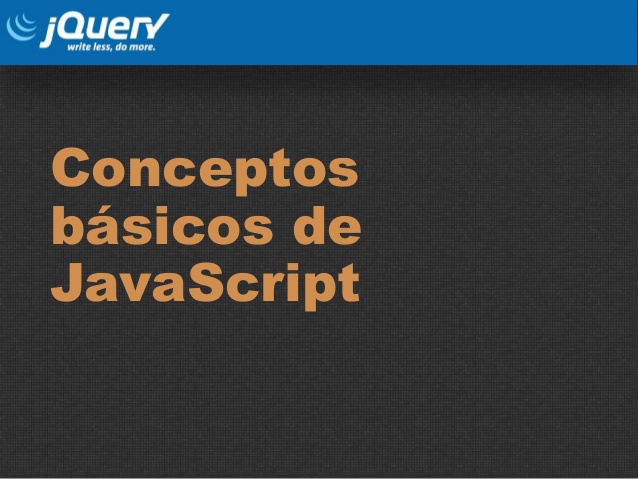 jQuery
write less, do more.
Conceptos
básicos de
JavaScript